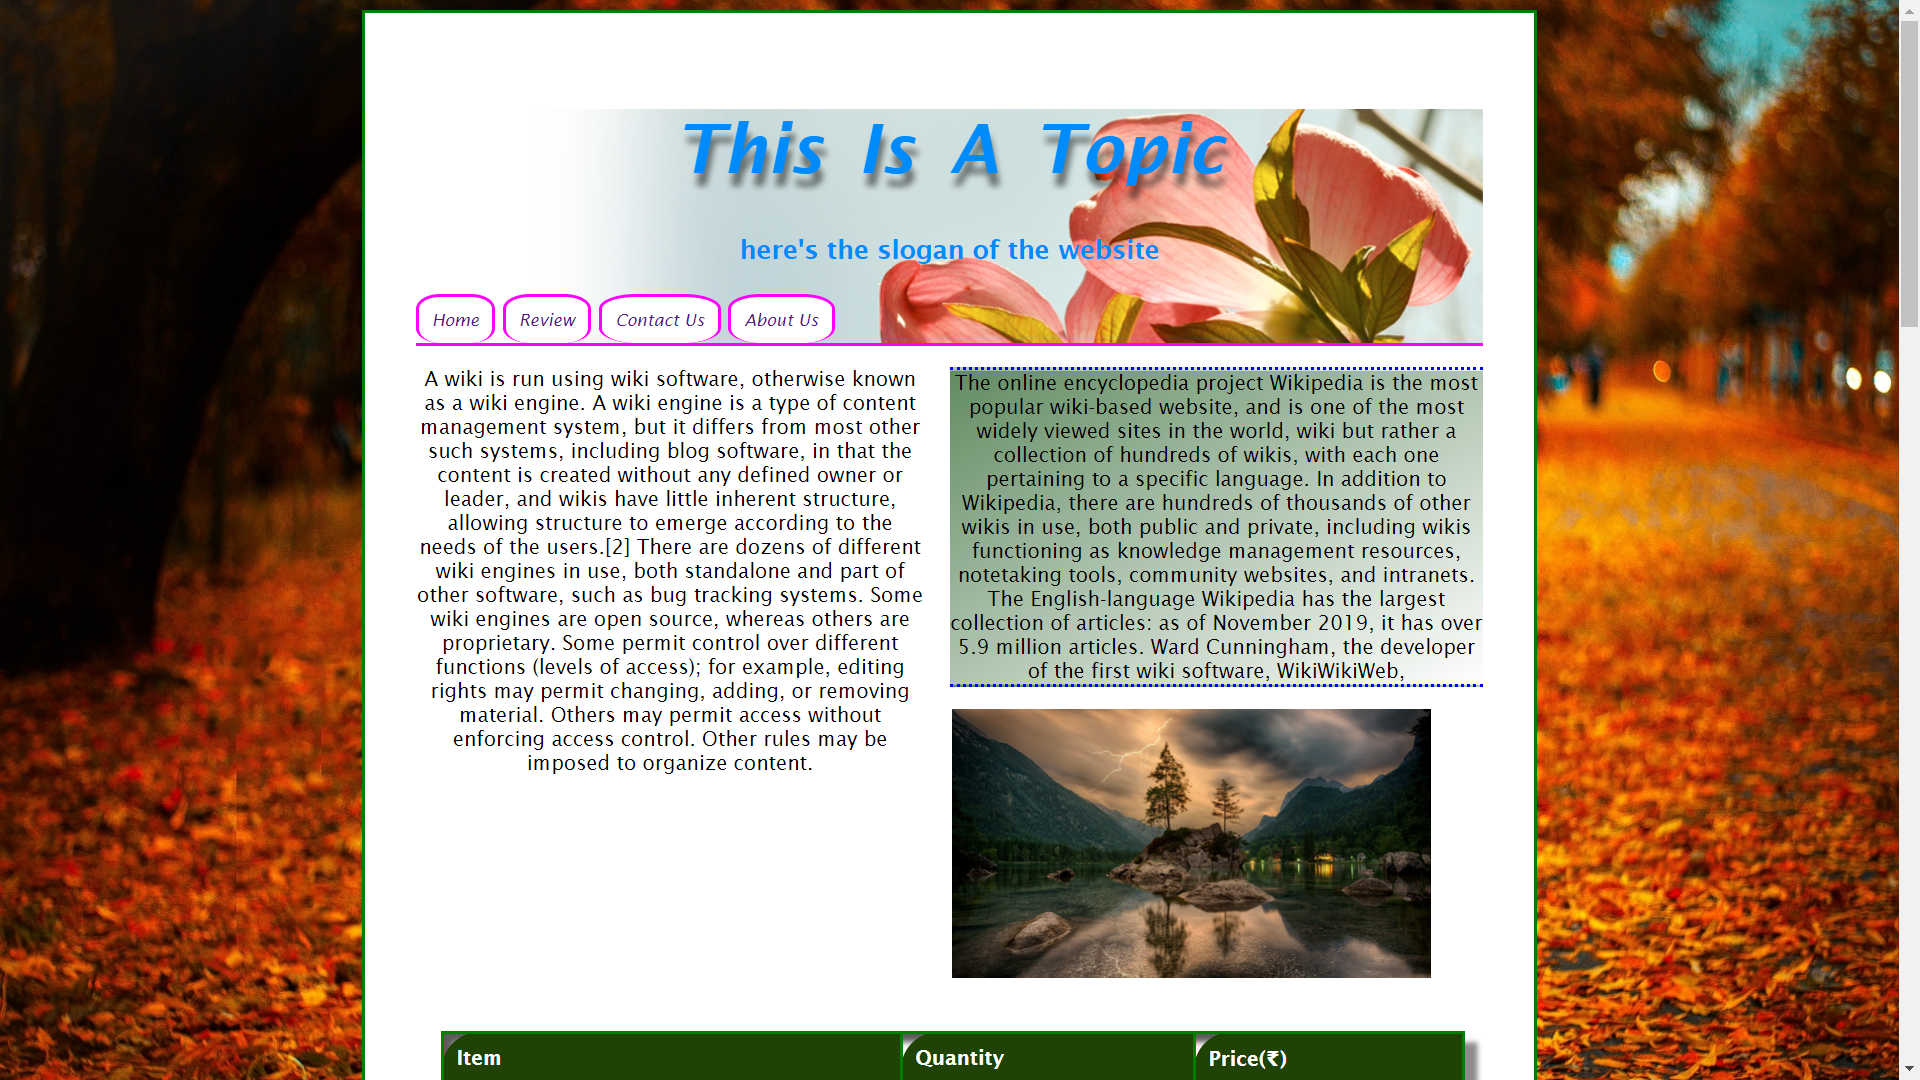 This Is A Topic
here's the slogan of the website
Home Review Contact Us About Us
A wiki is run using wiki software, otherwise known
as a wiki engine. A wiki engine is a type of content
management system, but it differs from most other
such systems, including blog software, in that the
content is created without any defined owner or
leader, and wikis have little inherent structure,
allowing structure to emerge according to the
needs of the users.[2] There are dozens of different
wiki engines in use, both standalone and part of
other software, such as bug tracking systems. Some
wiki engines are open source, whereas others are
proprietary. Some permit control over different
functions (levels of access); for example, editing
rights may permit changing, adding, or removing
material. Others may permit access without
enforcing access control. Other rules may be
imposed to organize content.
The online encyclopedia project Wikipedia is the most
popular wiki-based website, and is one of the most
widely viewed sites in the world, wiki but rather a
collection of hundreds of wikis, with each one
pertaining to a specific language. In addition to
Wikipedia, there are hundreds of thousands of other
wikis in use, both public and private, including wikis
functioning as knowledge management resources,
notetaking tools, community websites, and intranets.
The English-language Wikipedia has the largest
collection of articles: as of November 2019, it has over
5.9 million articles. Ward Cunningham, the developer
of the first wiki software, WikiWikiWeb,
Item Quantity Price(₹)